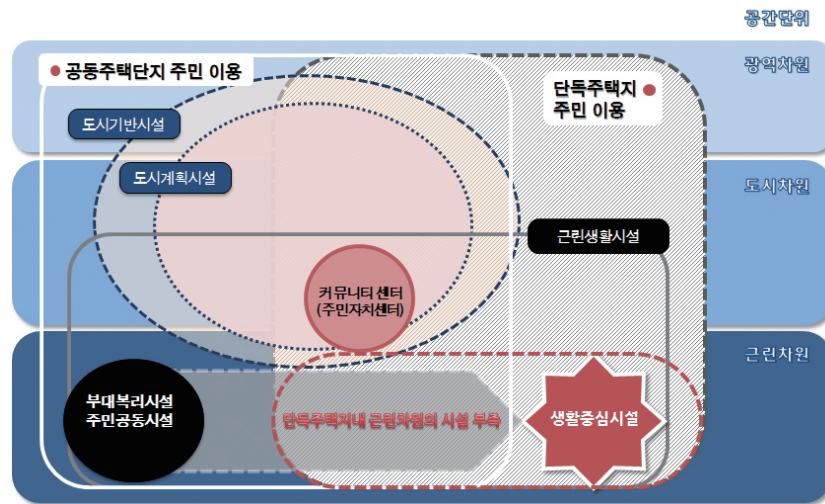 공간단위
공동주택단지 주민 이용
광역차원
단독주택지
주민 이용
도시기반시설
도시계획시설
도시차원
근린생활시설
커뮤니티 센터
(주민자치센터)
근린차원
부대복리시설
주민공동시설
단독주택지내 근린차원의 시설 부족
생활중심시설